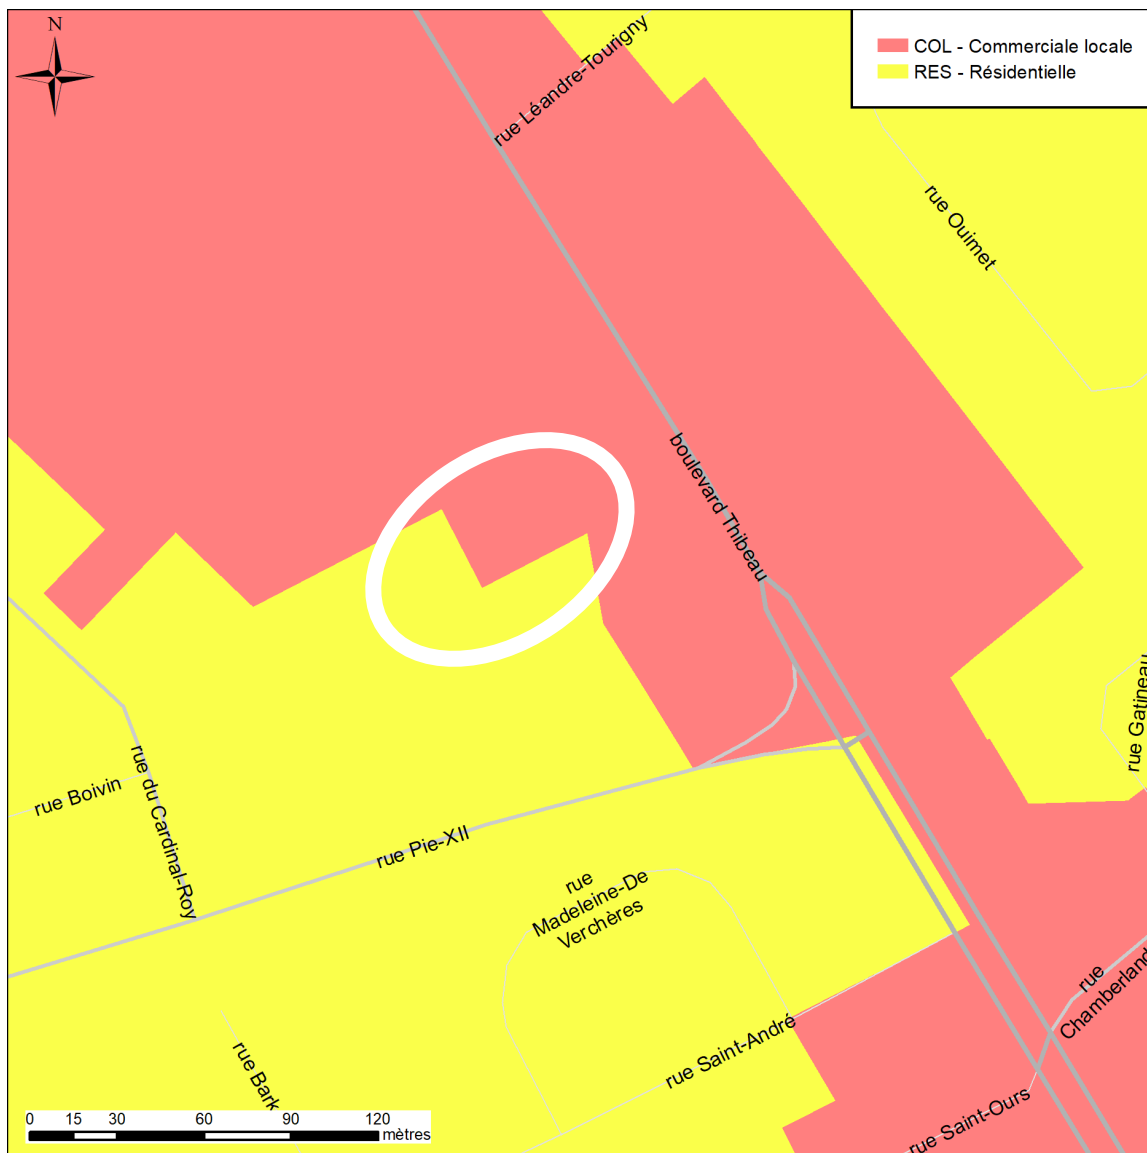 N
COL - Commerciale locale
RES - Résidentielle
rue Léandre-Tourigny
rue Ouimet
boulevard Thibeau
rue Gatineau
rue Boivin
rue du Cardinal-Roy
rue Pie-XII
rue
Madeleine-De
Verchères
rue
Chamberland
rue Saint-André
rue Bark
rue Saint-Ours
0 15 30 60 90 120
mètres